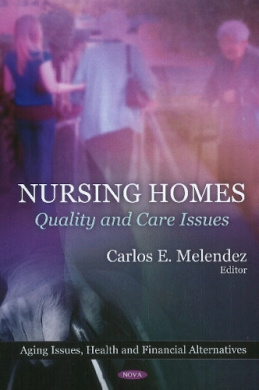 NURSING HOMES
Quality and Care Issues
Carlos E. Melendez
Editor
Aging Issues, Health and Financial Alternatives
NOVA